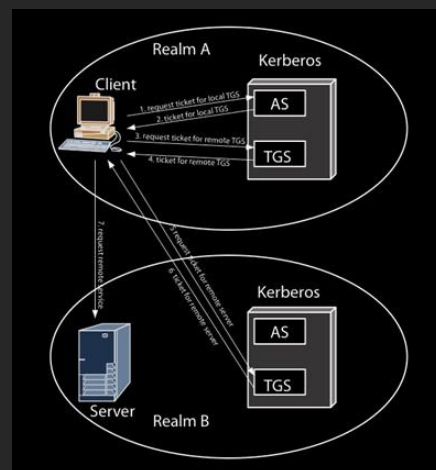 Realm A
Kerberos
Client
AS
1. request ticket for local TGS
2. ticket for local TGS
3. request ticket for remote TGS
TGS
4. ticket for remote TGS
5 request ticket for remote server
6. ticket for remote server
7. request remote service
Kerberos
AS
TGS
Server
Realm B